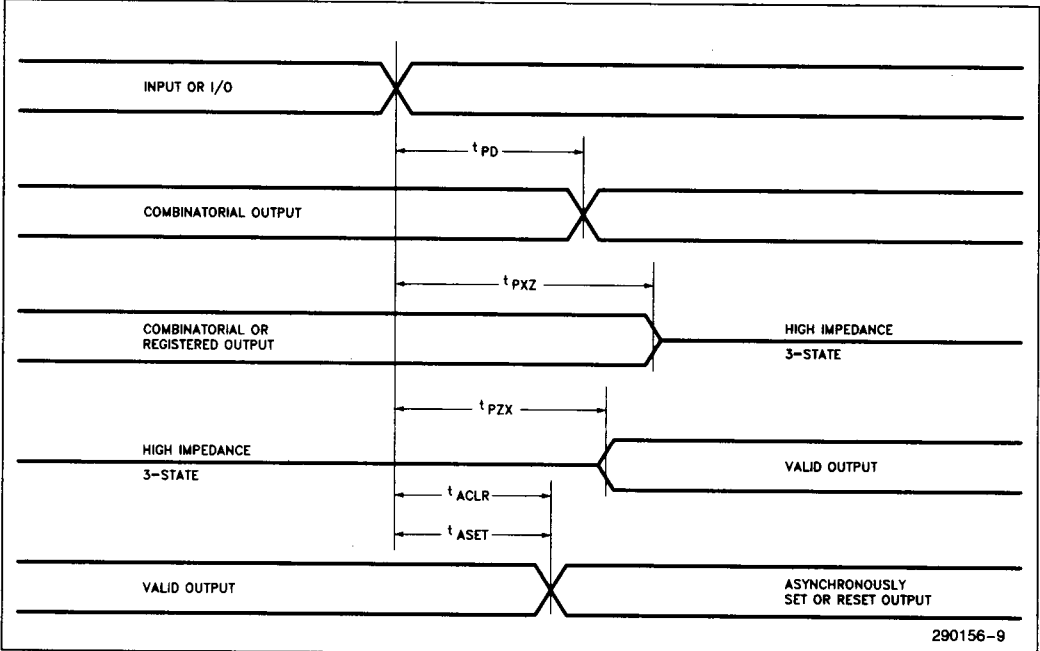 INPUT OR I/O
t PD
COMBINATORIAL OUTPUT
t PXZ
COMBINATORIAL OR
REGISTERED OUTPUT
HIGH IMPEDANCE
3-STATE
t PZX
HIGH IMPEDANCE
3-STATE
VALID OUTPUT
t ACLR
t ASET
VALID OUTPUT
ASYNCHRONOUSLY
SET OR RESET OUTPUT
290156-9